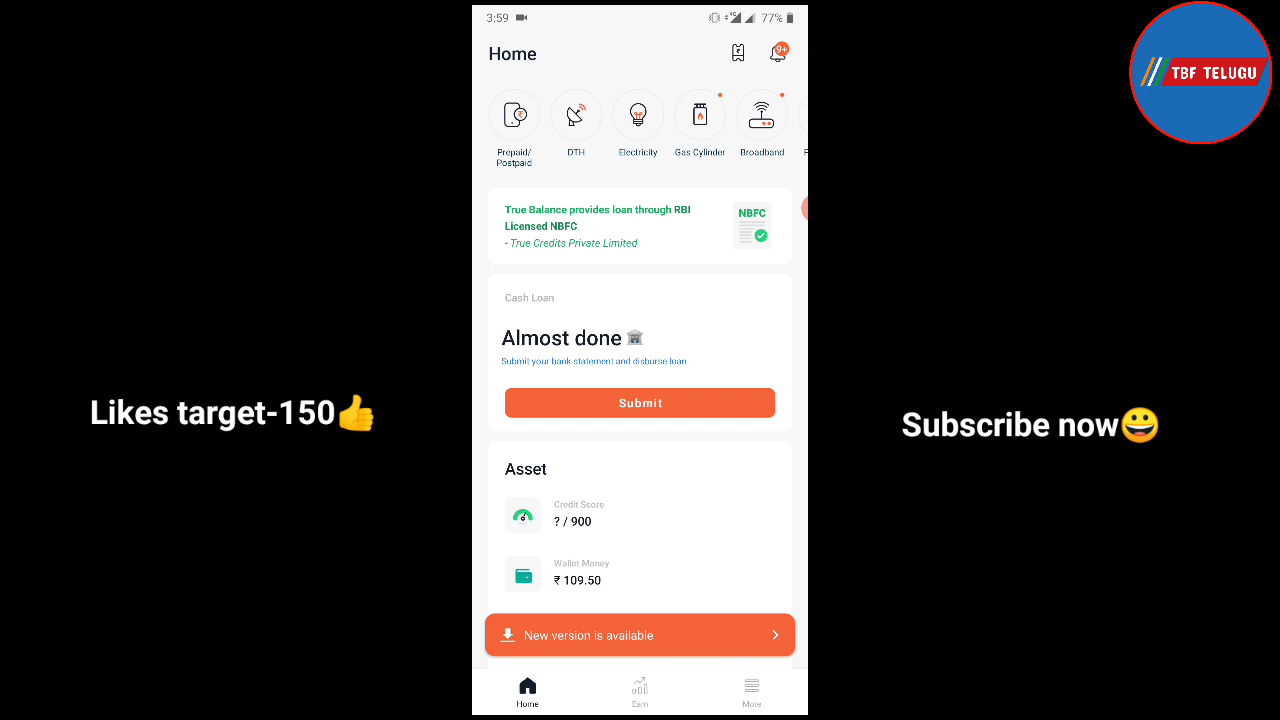 3:59
4G
77%
TBF TELUGU
Home
9+
Prepaid/
Postpaid
DTH
Electricity
Gas Cylinder
Broadband
True Balance provides loan through RBI
Licensed NBFC
- True Credits Private Limited
NBFC
Cash Loan
Almost done
Submit your bank statement and disburse loan
Submit
Likes target-150👍
Subscribe now😀
Asset
Credit Score
? / 900
Wallet Money
₹ 109.50
New version is available
Home
Earn
More